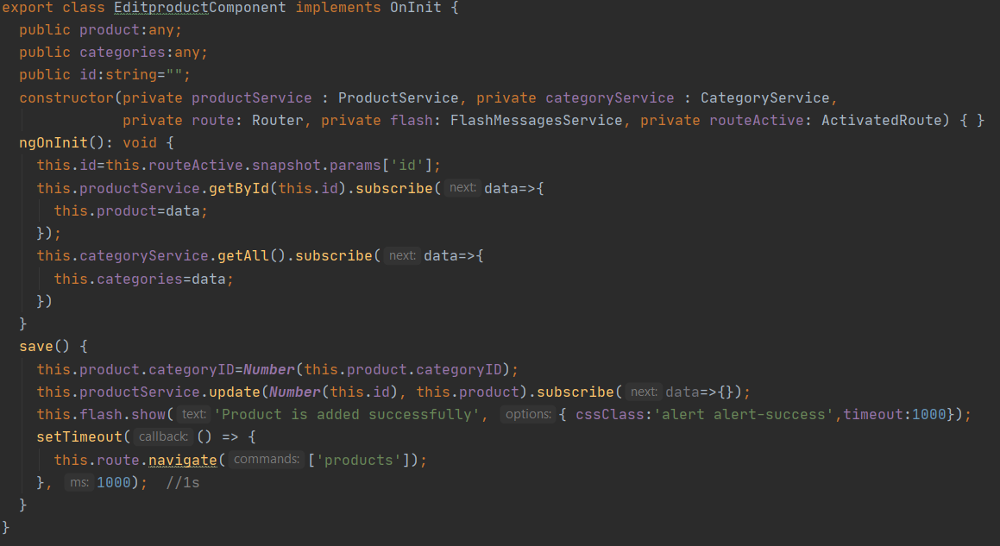 export class EditproductComponent implements OnInit {
  public product:any;
  public categories:any;
  public id:string="";
  constructor(private productService : ProductService, private categoryService : CategoryService,
              private route: Router, private flash: FlashMessagesService, private routeActive: ActivatedRoute) { }
  ngOnInit(): void {
    this.id=this.routeActive.snapshot.params['id'];
    this.productService.getById(this.id).subscribe( next: data=>{
      this.product=data;
    });
    this.categoryService.getAll().subscribe( next: data=>{
      this.categories=data;
    })
  }
  save() {
    this.product.categoryID=Number(this.product.categoryID);
    this.productService.update(Number(this.id), this.product).subscribe( next: data=>{});
    this.flash.show( text: 'Product is added successfully', options: { cssClass:'alert alert-success',timeout:1000});
    setTimeout( callback: () => {
      this.route.navigate( commands: ['products']);
    }, ms: 1000);  //1s
  }
}